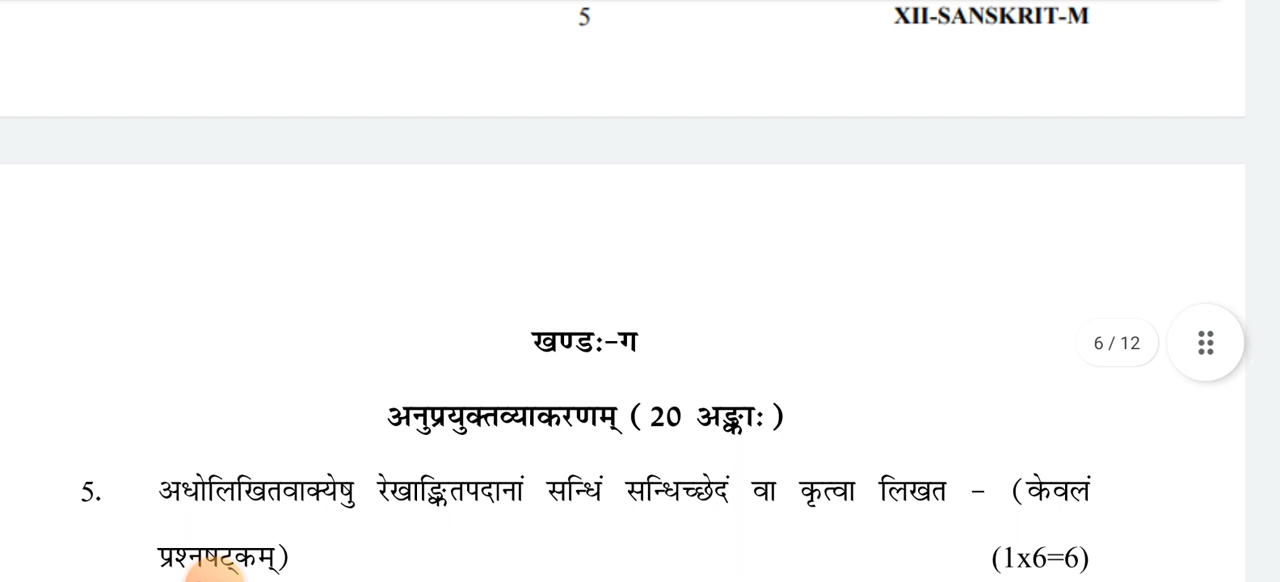 5 XII-SANSKRIT-M
खण्डः-ग
6 / 12
अनुप्रयुक्तव्याकरणम् ( 20 अङ्काः )
5. अधोलिखितवाक्येषु रेखाङ्कितपदानां सन्धिं सन्धिच्छेदं वा कृत्वा लिखत - (केवलं
प्रश्नषट्कम्) (1x6=6)